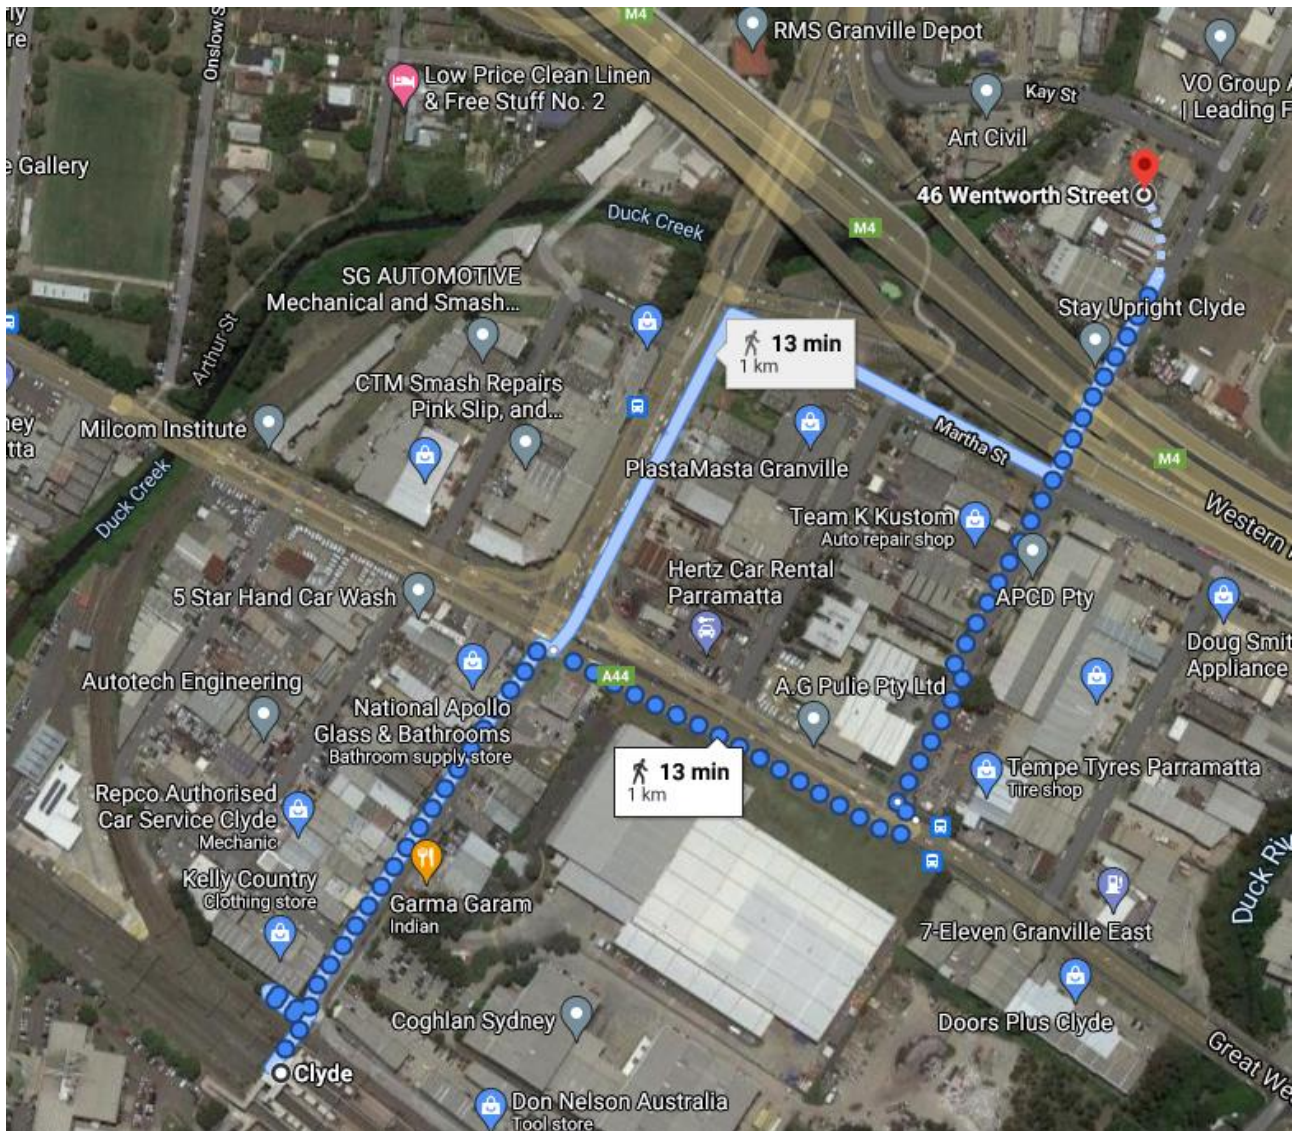 M4
RMS Granville Depot
Onslow S
Low Price Clean Linen
& Free Stuff No. 2
VO Group A
| Leading F
Kay St
Art Civil
e Gallery
46 Wentworth Street
Duck Creek
M4
SG AUTOMOTIVE
Mechanical and Smash...
Stay Upright Clyde
Arthur St
13 min
1 km
CTM Smash Repairs
Pink Slip, and...
Milcom Institute
ney
tta
Martha St
PlastaMasta Granville
M4
Duck Creek
Western
Team K Kustom
Auto repair shop
Hertz Car Rental
Parramatta
5 Star Hand Car Wash
APCD Pty
Doug Smit
Appliance
A44
Autotech Engineering
A.G Pulie Pty Ltd
National Apollo
Glass & Bathrooms
Bathroom supply store
13 min
1 km
Tempe Tyres Parramatta
Tire shop
Repco Authorised
Car Service Clyde
Mechanic
Duck Riv
Kelly Country
Clothing store
Garma Garam
Indian
7-Eleven Granville East
Coghlan Sydney
Doors Plus Clyde
Great We
Clyde
Don Nelson Australia
Tool store